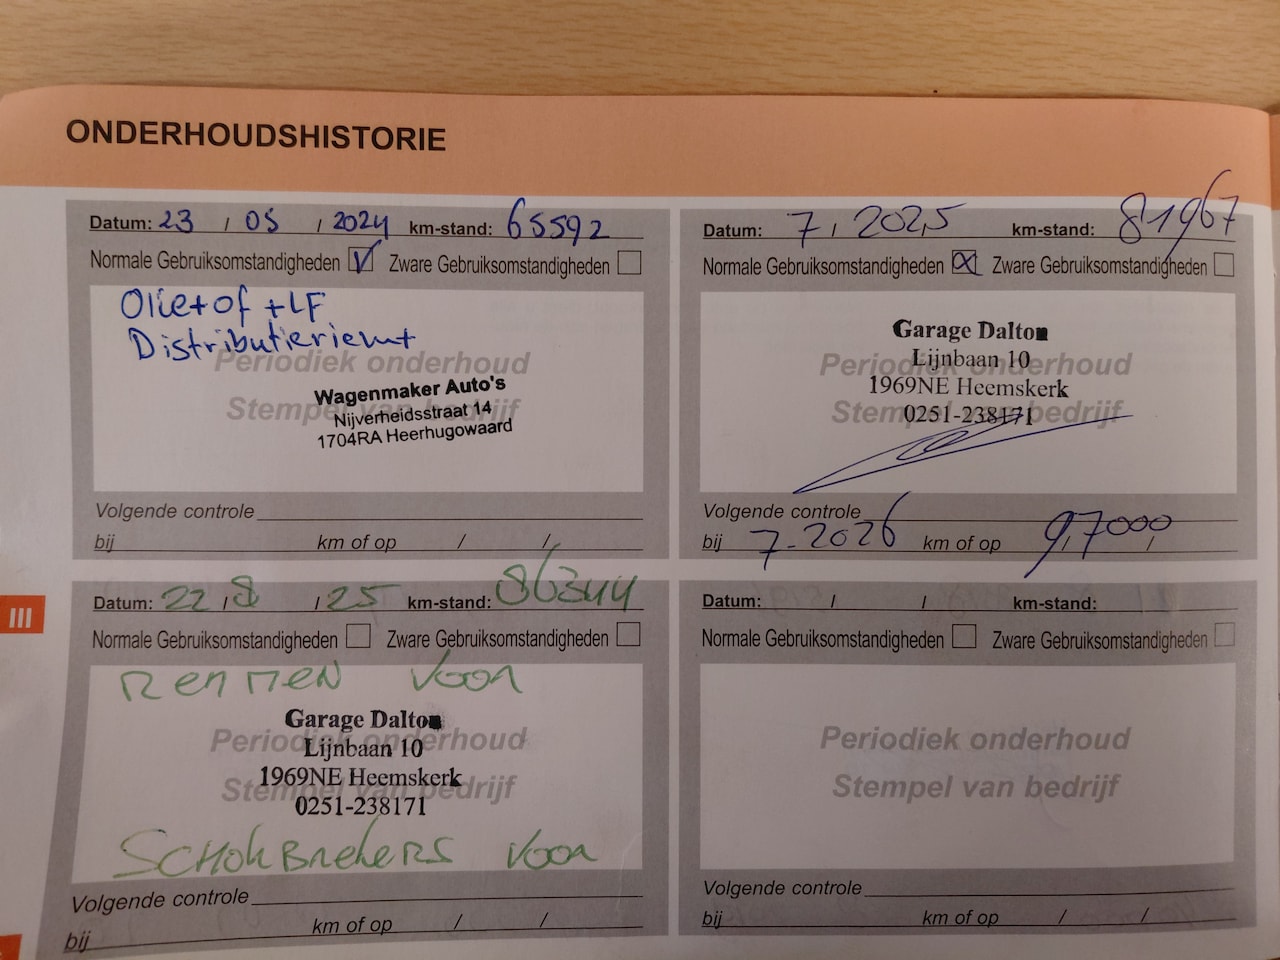 ONDERHOUDSHISTORIE
Datum: 23 / 05 / 2024 km-stand: 65592
Normale Gebruiksomstandigheden Zware Gebruiksomstandigheden
Olie+of+LF
Distributieriem+
Periodiek onderhoud
Stempel van bedrijf
Wagenmaker Auto's
Nijverheidsstraat 14
1704RA Heerhugowaard
Volgende controle
bij km of op / /
Datum: 7 / 2025 km-stand: 81967
Normale Gebruiksomstandigheden Zware Gebruiksomstandigheden
Periodiek onderhoud
Stempel van bedrijf
Garage Dalton
Lijnbaan 10
1969NE Heemskerk
0251-238171
Volgende controle
bij 7-2026 km of op 97000
III
Datum: 22 / 8 / 25 km-stand: 86344
Normale Gebruiksomstandigheden Zware Gebruiksomstandigheden
Remmen voor
Periodiek onderhoud
Stempel van bedrijf
Garage Dalton
Lijnbaan 10
1969NE Heemskerk
0251-238171
SCHOKBREKERS voor
Volgende controle
bij km of op / /
Datum: / / km-stand:
Normale Gebruiksomstandigheden Zware Gebruiksomstandigheden
Periodiek onderhoud
Stempel van bedrijf
Volgende controle
bij km of op / /